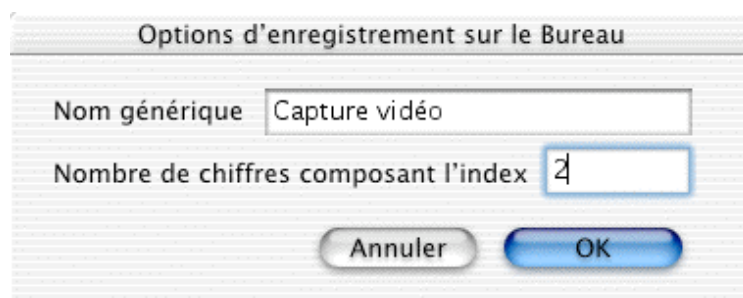 Options d'enregistrement sur le Bureau
Nom générique Capture vidéo
Nombre de chiffres composant l'index 2
Annuler OK